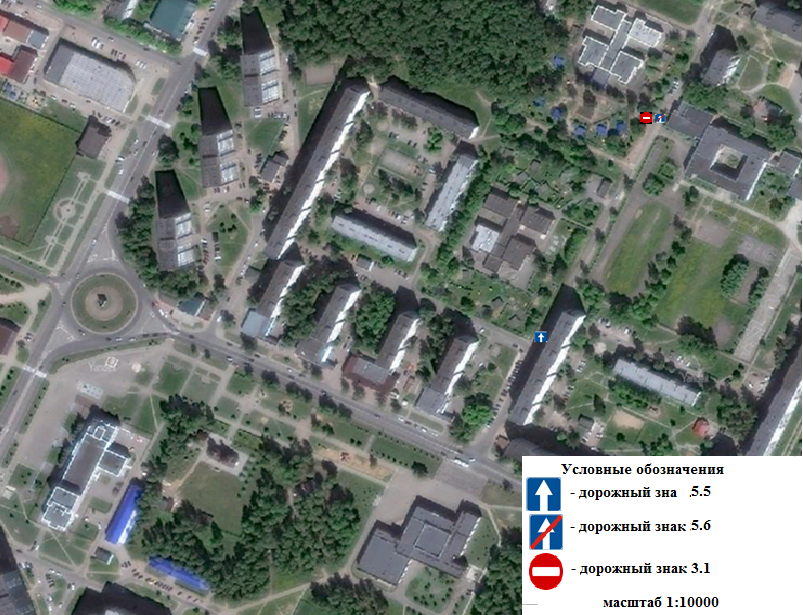 Условные обозначения
- дорожный зна .5.5
- дорожный знак 5.6
- дорожный знак 3.1
масштаб 1:10000